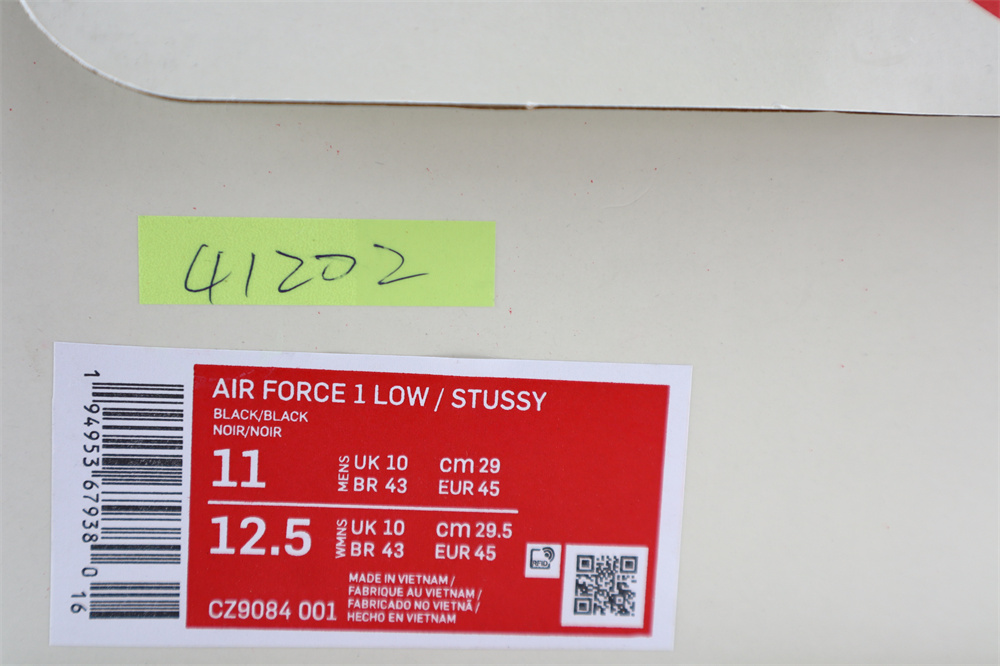 41202
AIR FORCE 1 LOW / STUSSY
BLACK/BLACK
NOIR/NOIR
11
MENS
UK 10 cm 29
BR 43 EUR 45
12.5
WMNS
UK 10 cm 29.5
BR 43 EUR 45
RFID
MADE IN VIETNAM /
FABRIQUE AU VIETNAM /
FABRICADO NO VIETNÃ /
HECHO EN VIETNAM
CZ9084 001
1 94953 67938 0 16